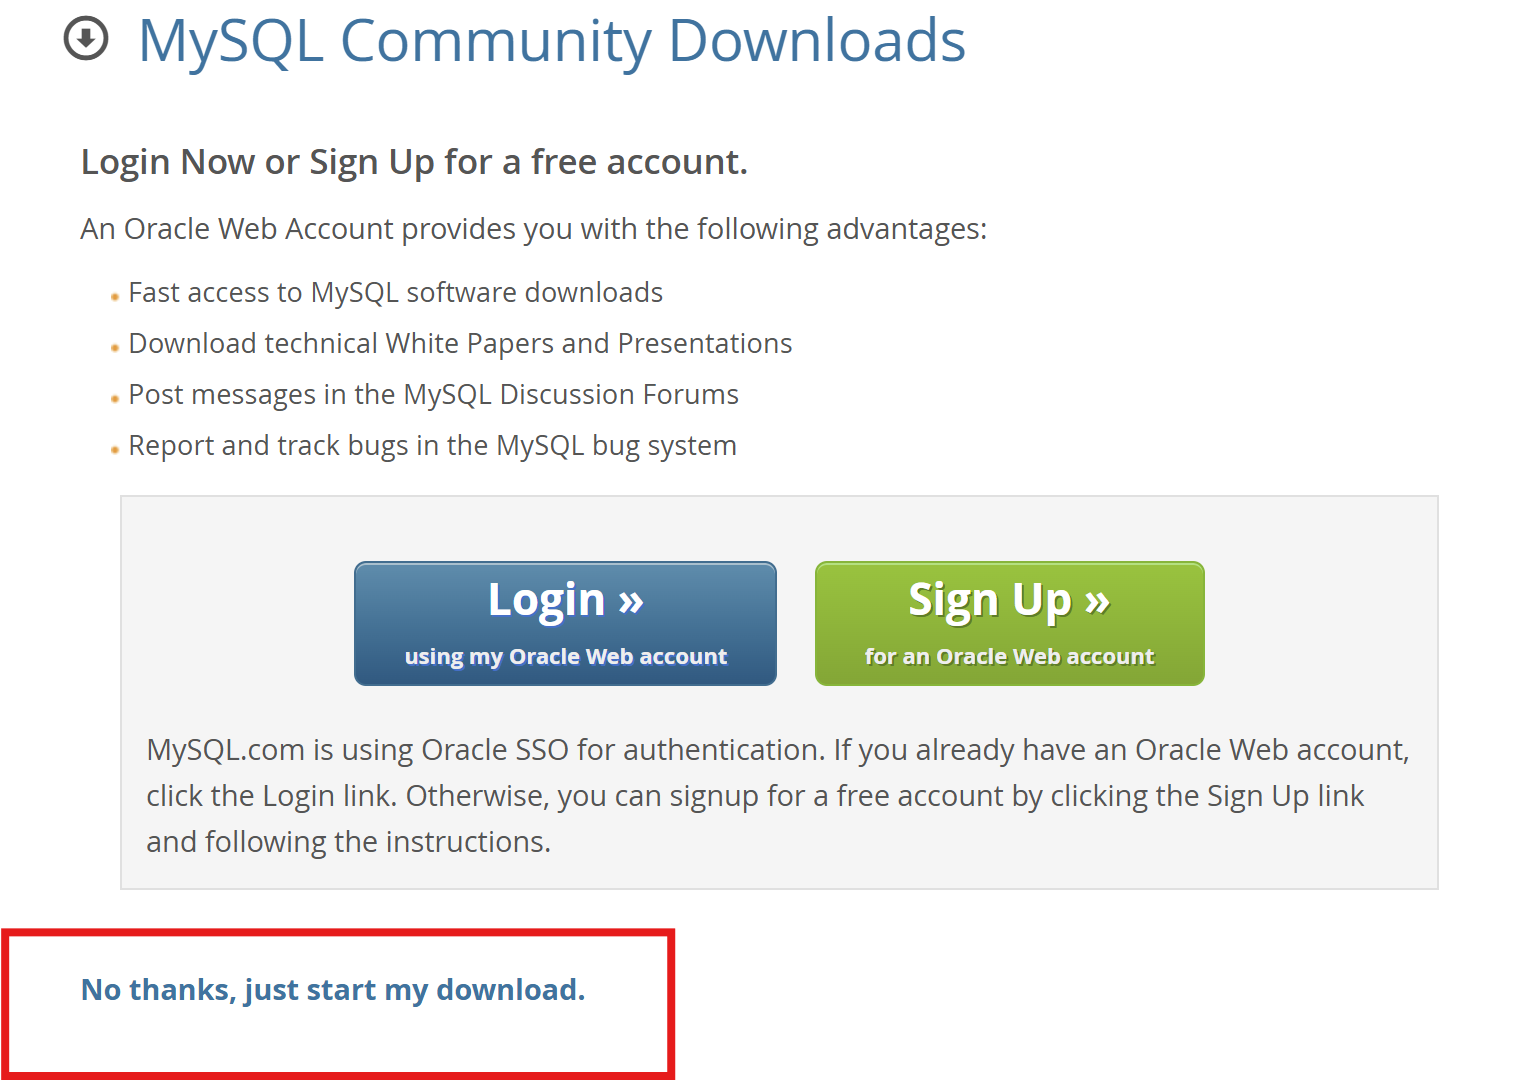 MySQL Community Downloads
Login Now or Sign Up for a free account.
An Oracle Web Account provides you with the following advantages:
Fast access to MySQL software downloads
Download technical White Papers and Presentations
Post messages in the MySQL Discussion Forums
Report and track bugs in the MySQL bug system
Login »
using my Oracle Web account
Sign Up »
for an Oracle Web account
MySQL.com is using Oracle SSO for authentication. If you already have an Oracle Web account,
click the Login link. Otherwise, you can signup for a free account by clicking the Sign Up link
and following the instructions.
No thanks, just start my download.